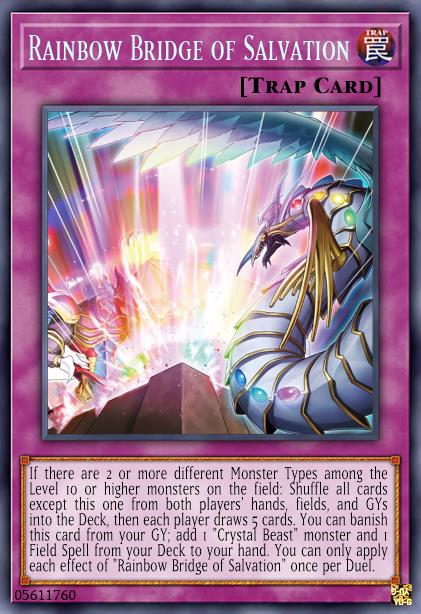 Rainbow Bridge of Salvation
TRAP
罠
[Trap Card]
If there are 2 or more different Monster Types among the
Level 10 or higher monsters on the field: Shuffle all cards
except this one from both players' hands, fields, and GYs
into the Deck, then each player draws 5 cards. You can banish
this card from your GY; add 1 "Crystal Beast" monster and 1
Field Spell from your Deck to your hand. You can only apply
each effect of "Rainbow Bridge of Salvation" once per Duel.
05611760